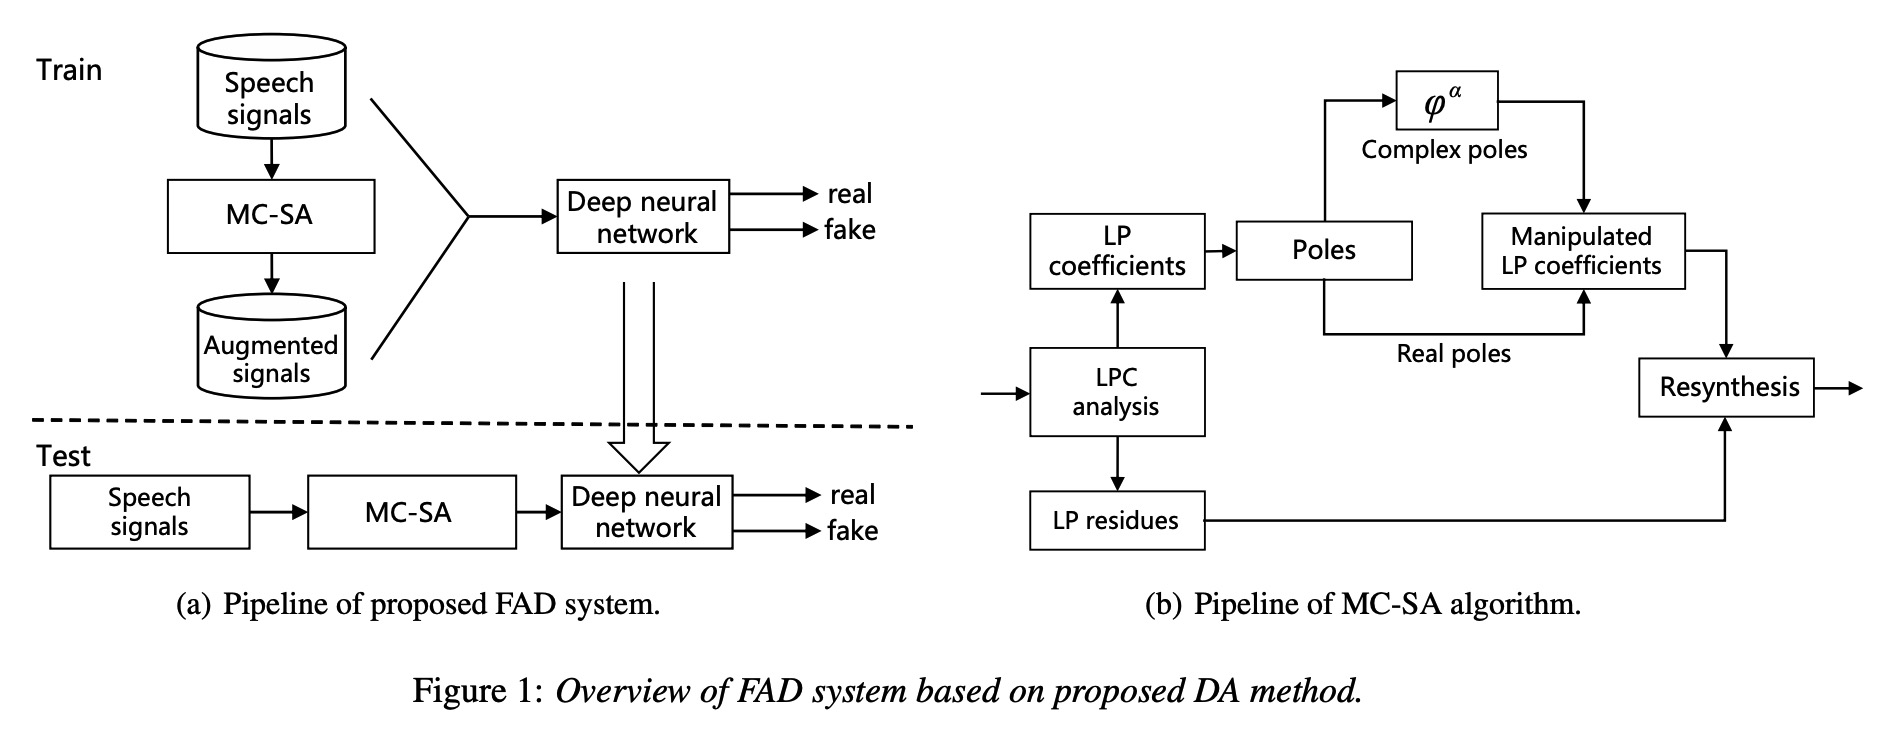 Train
Speech
signals
MC-SA
Augmented
signals
Deep neural
network
real
fake
Test
Speech
signals
MC-SA
Deep neural
network
real
fake
(a) Pipeline of proposed FAD system.
φ^α
Complex poles
LP
coefficients
Poles
Manipulated
LP coefficients
Real poles
LPC
analysis
Resynthesis
LP residues
(b) Pipeline of MC-SA algorithm.
Figure 1: Overview of FAD system based on proposed DA method.